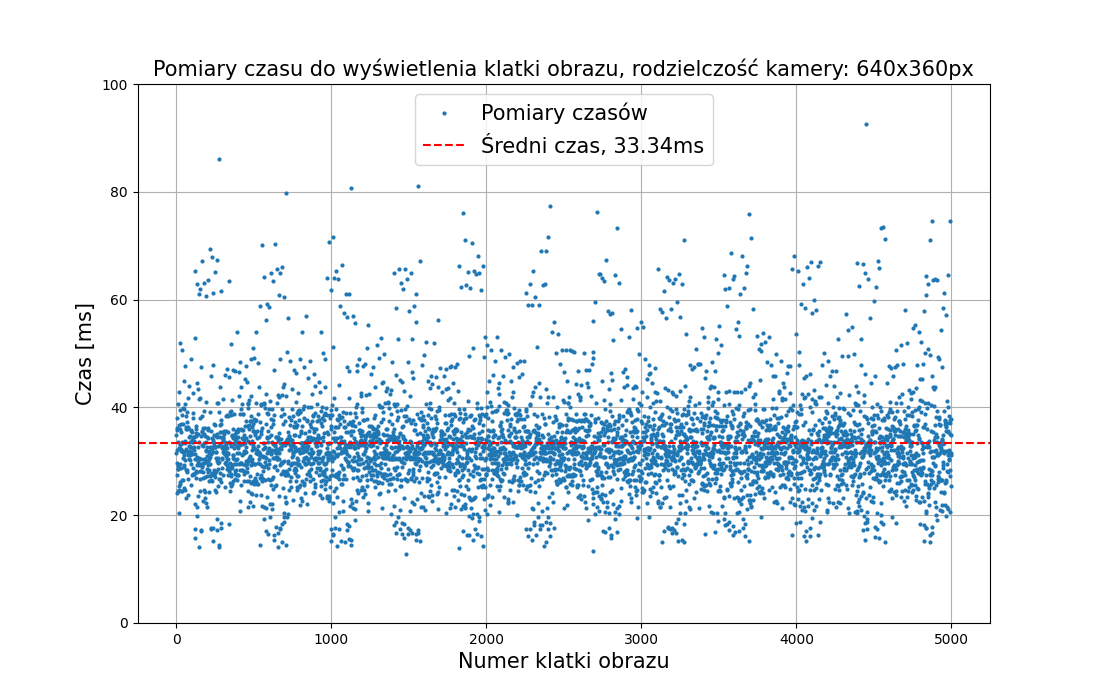 Pomiary czasu do wyświetlenia klatki obrazu, rodzielczość kamery: 640x360px
Pomiary czasów
Średni czas, 33.34ms
Czas [ms]
100
80
60
40
20
0
0 1000 2000 3000 4000 5000
Numer klatki obrazu